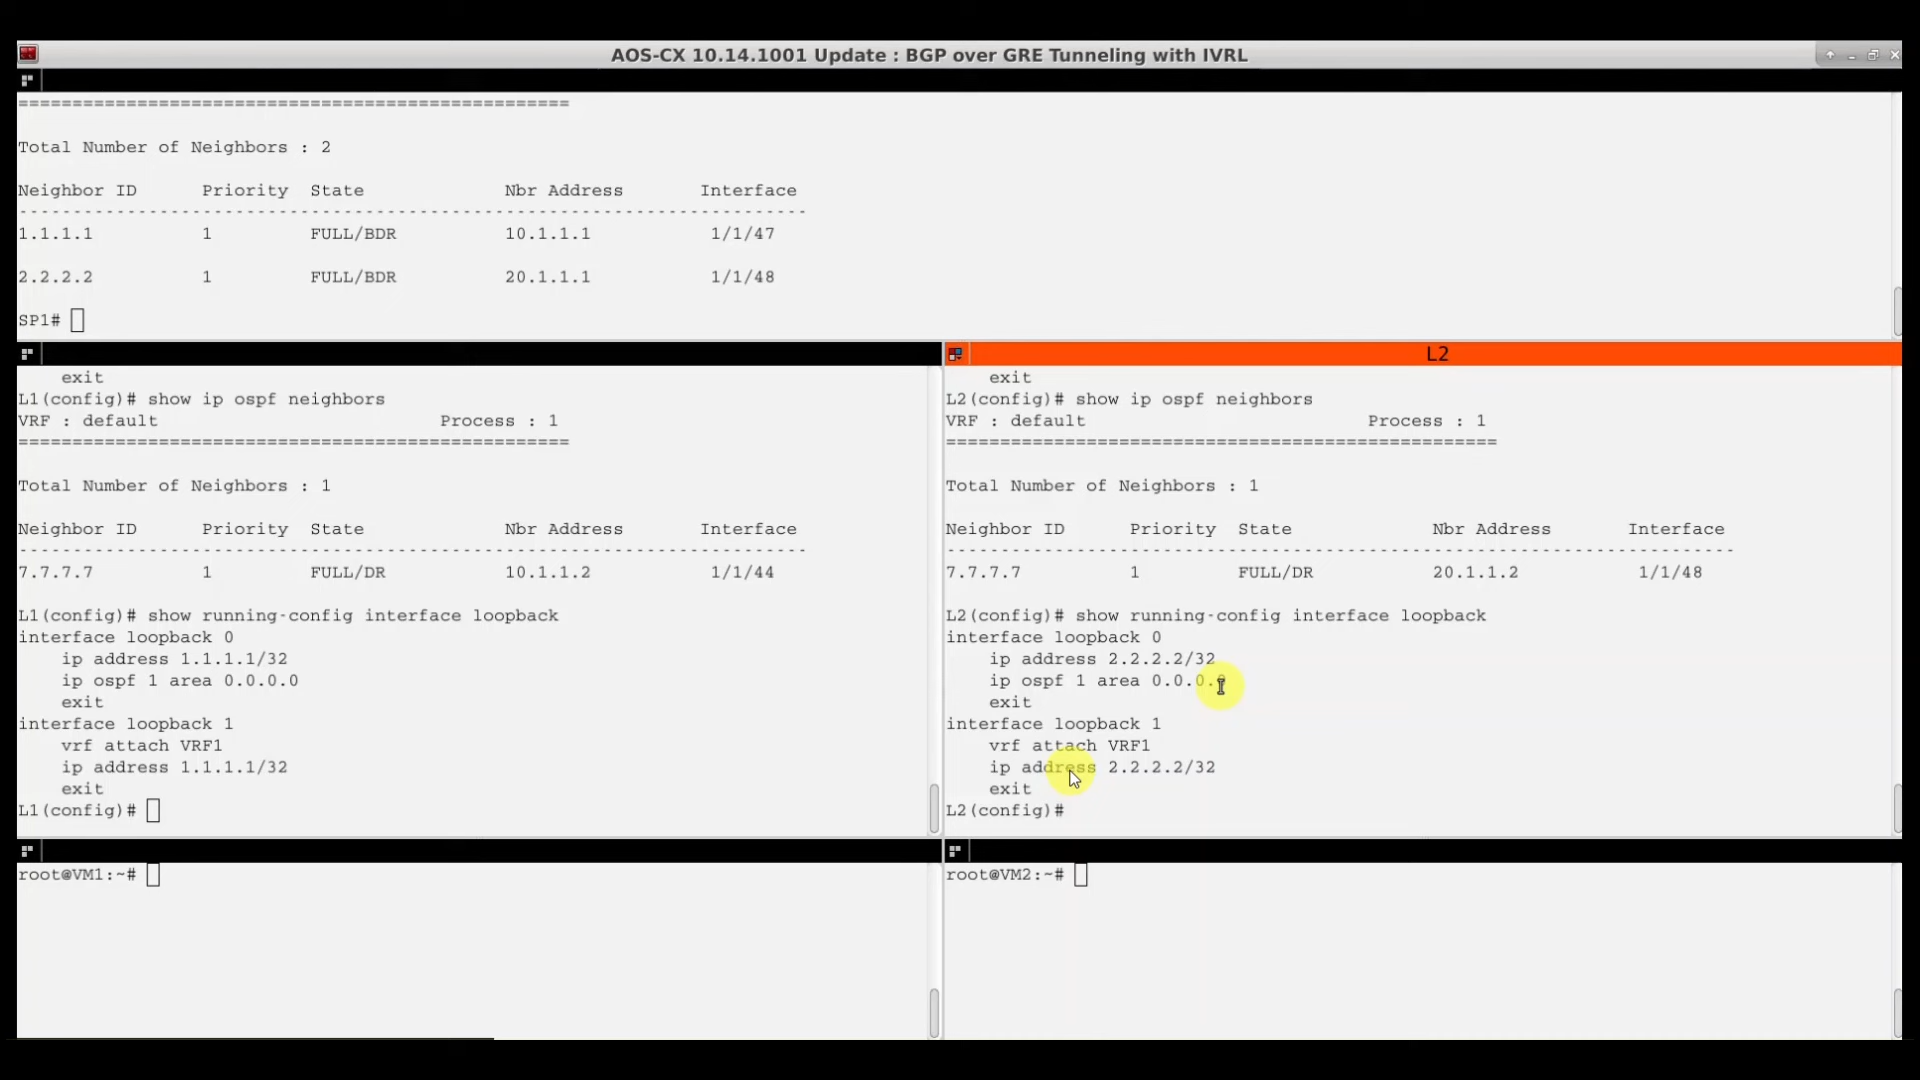 AOS-CX 10.14.1001 Update : BGP over GRE Tunneling with IVRL
===================================================
Total Number of Neighbors : 2
Neighbor ID Priority State Nbr Address Interface
-------------------------------------------------------------------------
1.1.1.1 1 FULL/BDR 10.1.1.1 1/1/47
2.2.2.2 1 FULL/BDR 20.1.1.1 1/1/48
SP1#
exit
L1(config)# show ip ospf neighbors
VRF : default Process : 1
===================================================
Total Number of Neighbors : 1
Neighbor ID Priority State Nbr Address Interface
-------------------------------------------------------------------------
7.7.7.7 1 FULL/DR 10.1.1.2 1/1/44
L1(config)# show running-config interface loopback
interface loopback 0
ip address 1.1.1.1/32
ip ospf 1 area 0.0.0.0
exit
interface loopback 1
vrf attach VRF1
ip address 1.1.1.1/32
exit
L1(config)#
L2
exit
L2(config)# show ip ospf neighbors
VRF : default Process : 1
===================================================
Total Number of Neighbors : 1
Neighbor ID Priority State Nbr Address Interface
-------------------------------------------------------------------------
7.7.7.7 1 FULL/DR 20.1.1.2 1/1/48
L2(config)# show running-config interface loopback
interface loopback 0
ip address 2.2.2.2/32
ip ospf 1 area 0.0.0.0
exit
interface loopback 1
vrf attach VRF1
ip address 2.2.2.2/32
exit
L2(config)#
root@VM1:~#
root@VM2:~#